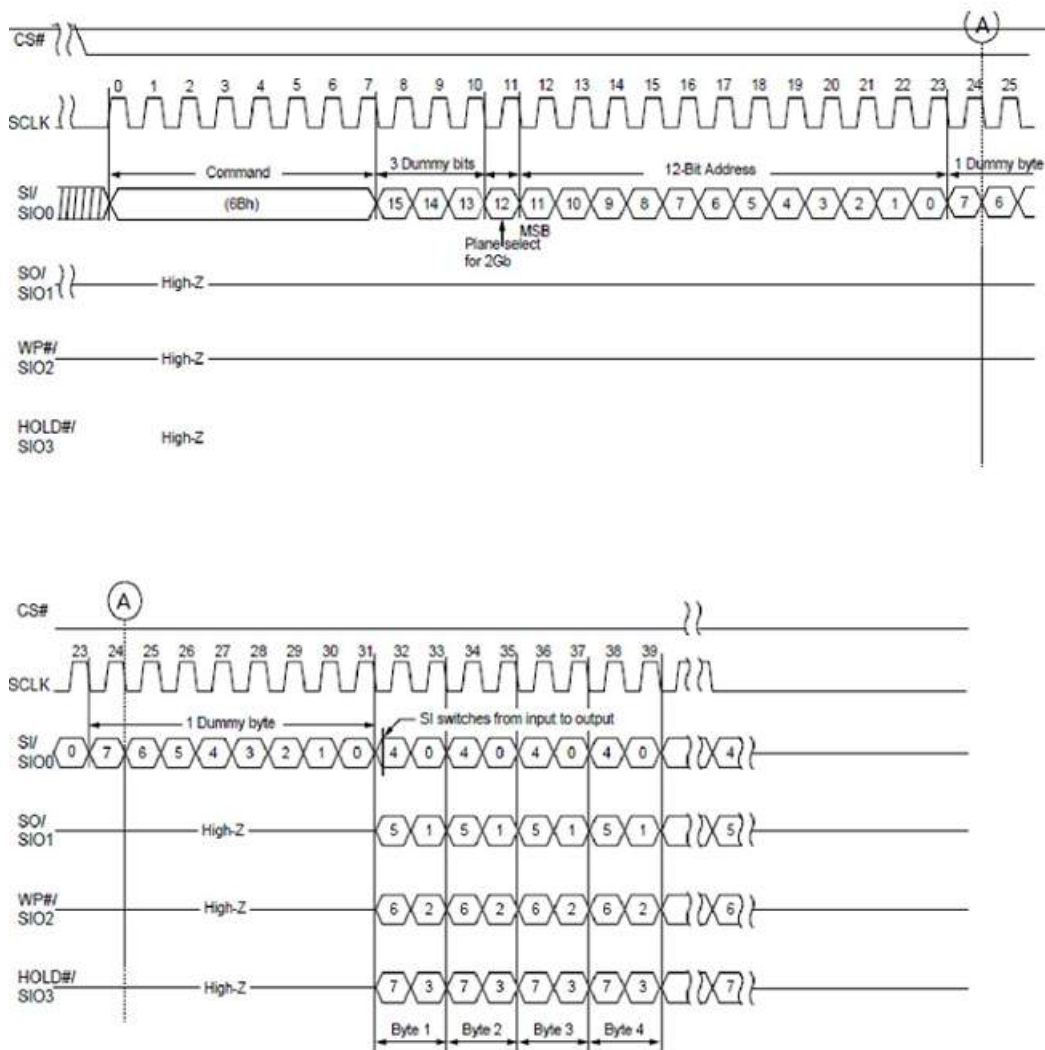 A
CS#
0 1 2 3 4 5 6 7 8 9 10 11 12 13 14 15 16 17 18 19 20 21 22 23 24 25
SCLK
Command 3 Dummy bits 12-Bit Address 1 Dummy byte
SI/
SIO0
(6Bh) 15 14 13 12 11 10 9 8 7 6 5 4 3 2 1 0 7 6
MSB
Plane select
for 2Gb
SO/
SIO1
High-Z
WP#/
SIO2
High-Z
HOLD#/
SIO3
High-Z
A
CS#
23 24 25 26 27 28 29 30 31 32 33 34 35 36 37 38 39
SCLK
1 Dummy byte SI switches from input to output
SI/
SIO0
0 7 6 5 4 3 2 1 0 4 0 4 0 4 0 4 0 4
SO/
SIO1
High-Z 5 1 5 1 5 1 5 1 5
WP#/
SIO2
High-Z 6 2 6 2 6 2 6 2 6
HOLD#/
SIO3
High-Z 7 3 7 3 7 3 7 3 7
Byte 1 Byte 2 Byte 3 Byte 4